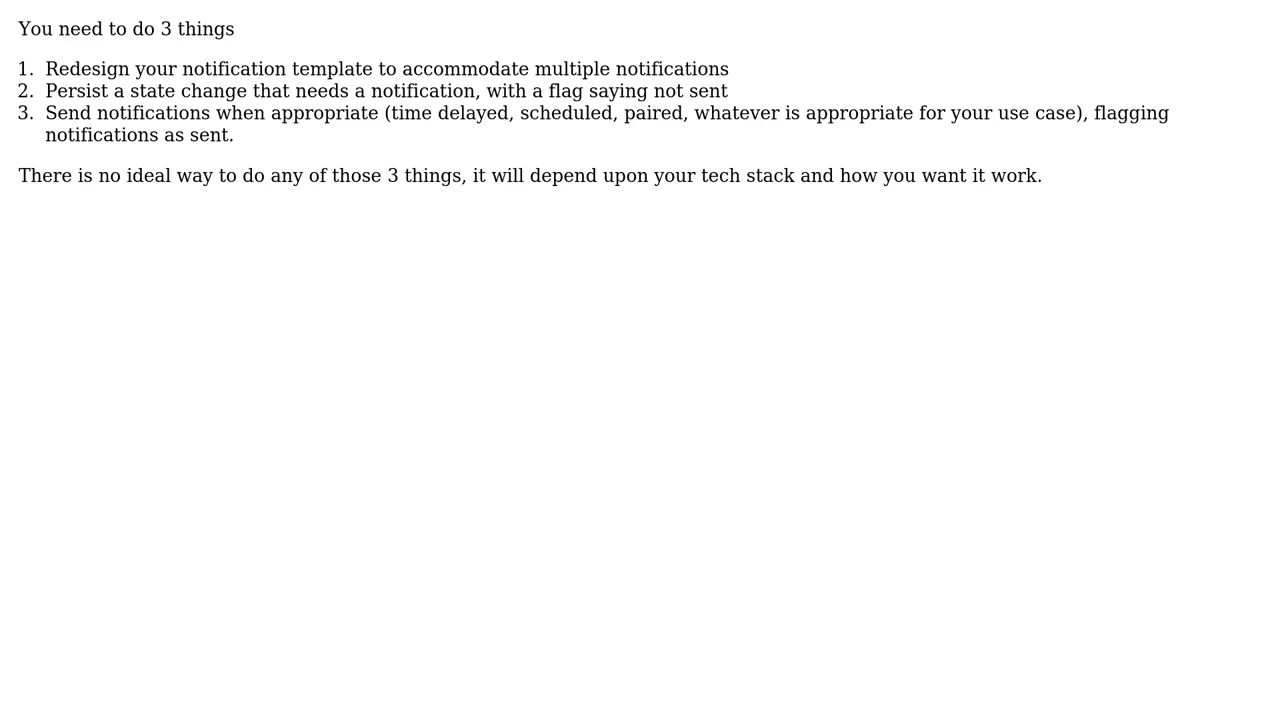 You need to do 3 things
1. Redesign your notification template to accommodate multiple notifications
2. Persist a state change that needs a notification, with a flag saying not sent
3. Send notifications when appropriate (time delayed, scheduled, paired, whatever is appropriate for your use case), flagging
notifications as sent.
There is no ideal way to do any of those 3 things, it will depend upon your tech stack and how you want it work.